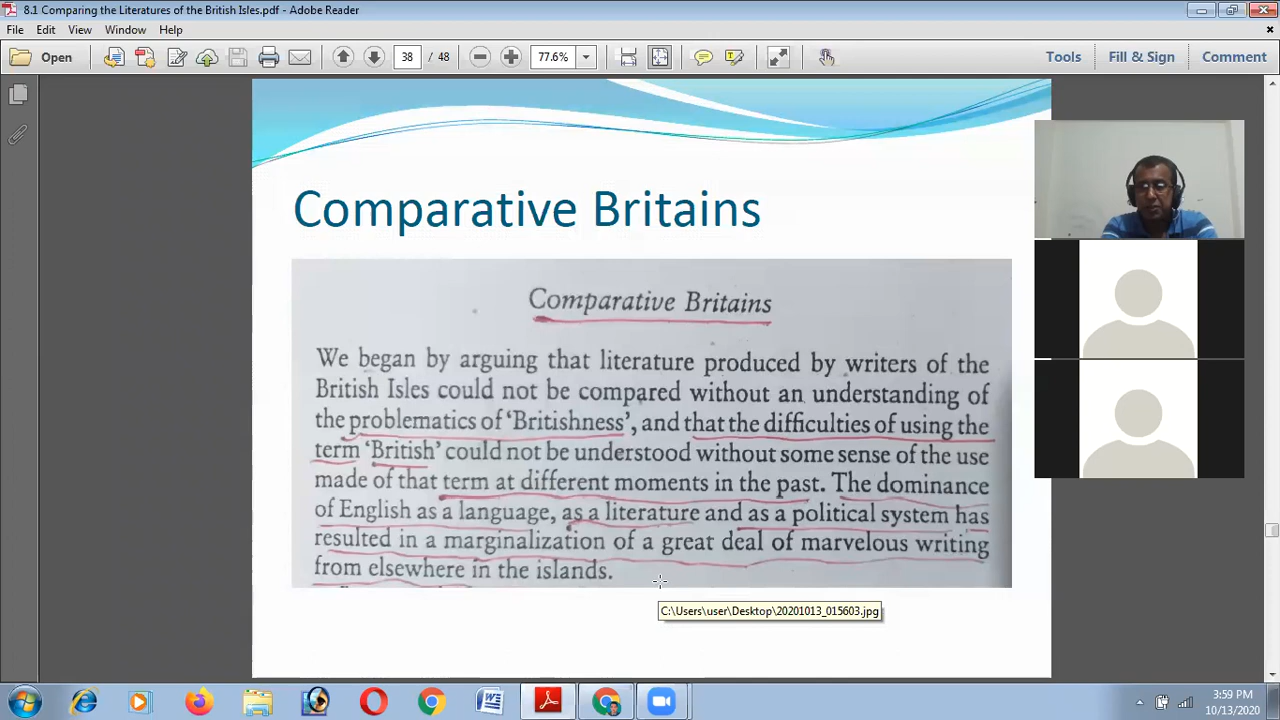 8.1 Comparing the Literatures of the British Isles.pdf - Adobe Reader
File Edit View Window Help
Open 38 / 48 77.6% Tools Fill & Sign Comment
Comparative Britains
Comparative Britains
We began by arguing that literature produced by writers of the
British Isles could not be compared without an understanding of
the problematics of ‘Britishness’, and that the difficulties of using the
term ‘British’ could not be understood without some sense of the use
made of that term at different moments in the past. The dominance
of English as a language, as a literature and as a political system has
resulted in a marginalization of a great deal of marvelous writing
from elsewhere in the islands.
C:\Users\user\Desktop\20201013_015603.jpg
3:59 PM
10/13/2020